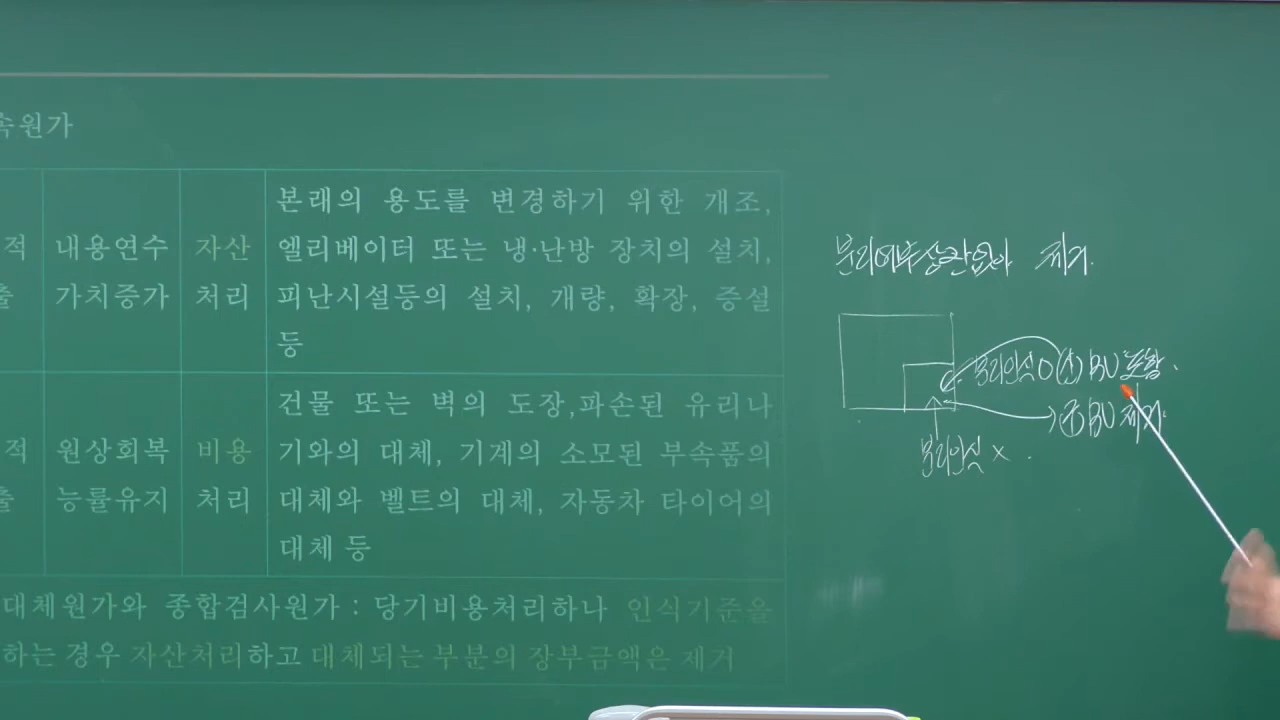 속원가
적 내용연수 자산 본래의 용도를 변경하기 위한 개조,
엘리베이터 또는 냉·난방 장치의 설치,
출 가치증가 처리 피난시설등의 설치, 개량, 확장, 증설
등
건물 또는 벽의 도장,파손된 유리나
적 원상회복 비용 기와의 대체, 기계의 소모된 부속품의
출 능률유지 처리 대체와 벨트의 대체, 자동차 타이어의
대체 등
대체원가와 종합검사원가 : 당기비용처리하나 인식기준을
하는 경우 자산처리하고 대체되는 부분의 장부금액은 제거
분리여부상관없이 제거.
분리인식 O (+) BV 포함.
(-) BV 제거.
분리인식 × .